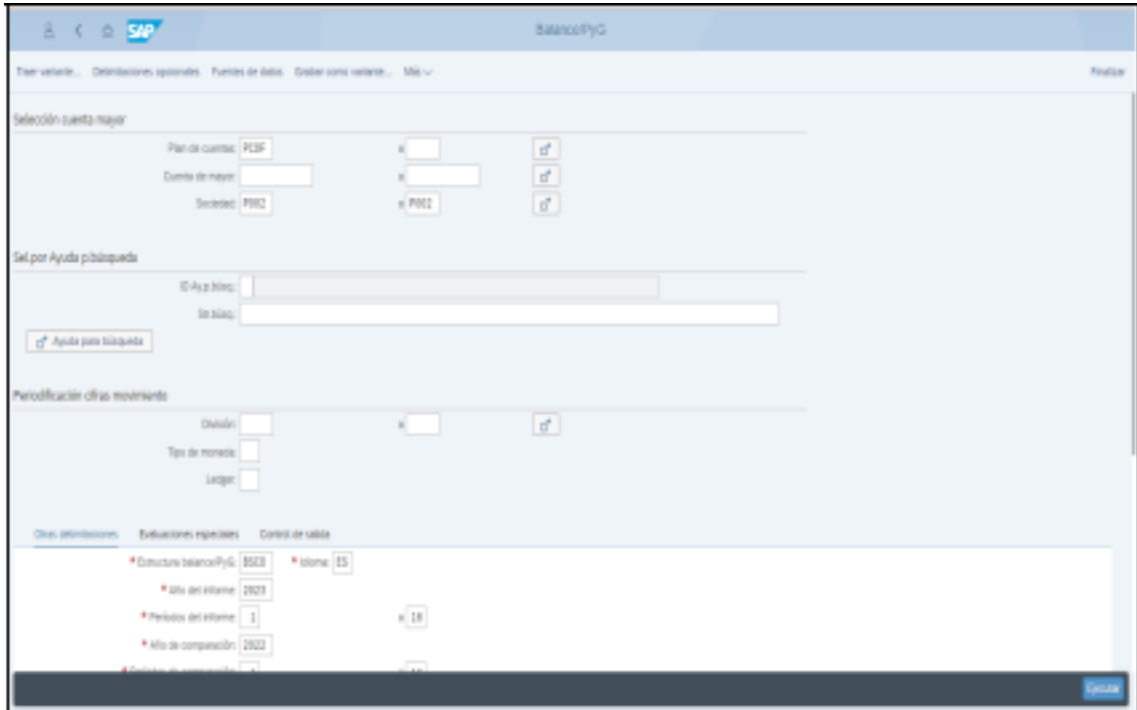 SAP Balance/PyG
Traer variante... Delimitaciones opcionales Fuentes de datos Grabar como variante... Más Finalizar
Selección cuenta mayor
Plan de cuentas: a
Cuenta de mayor: a
Sociedad: P002 a P002
Sel.por Ayuda p.búsqueda
ID Ay.p.búsq.:
Str.búsq.:
Ayuda para búsqueda
Periodificación cifras movimiento
División: a
Tipo de moneda:
Ledger:
Otras delimitaciones Evaluaciones especiales Control de salida
* Estructura balance/PyG: * Idioma: ES
* Año del informe: 2023
* Períodos del informe: 1 a 16
* Año de comparación: 2022
Ejecutar